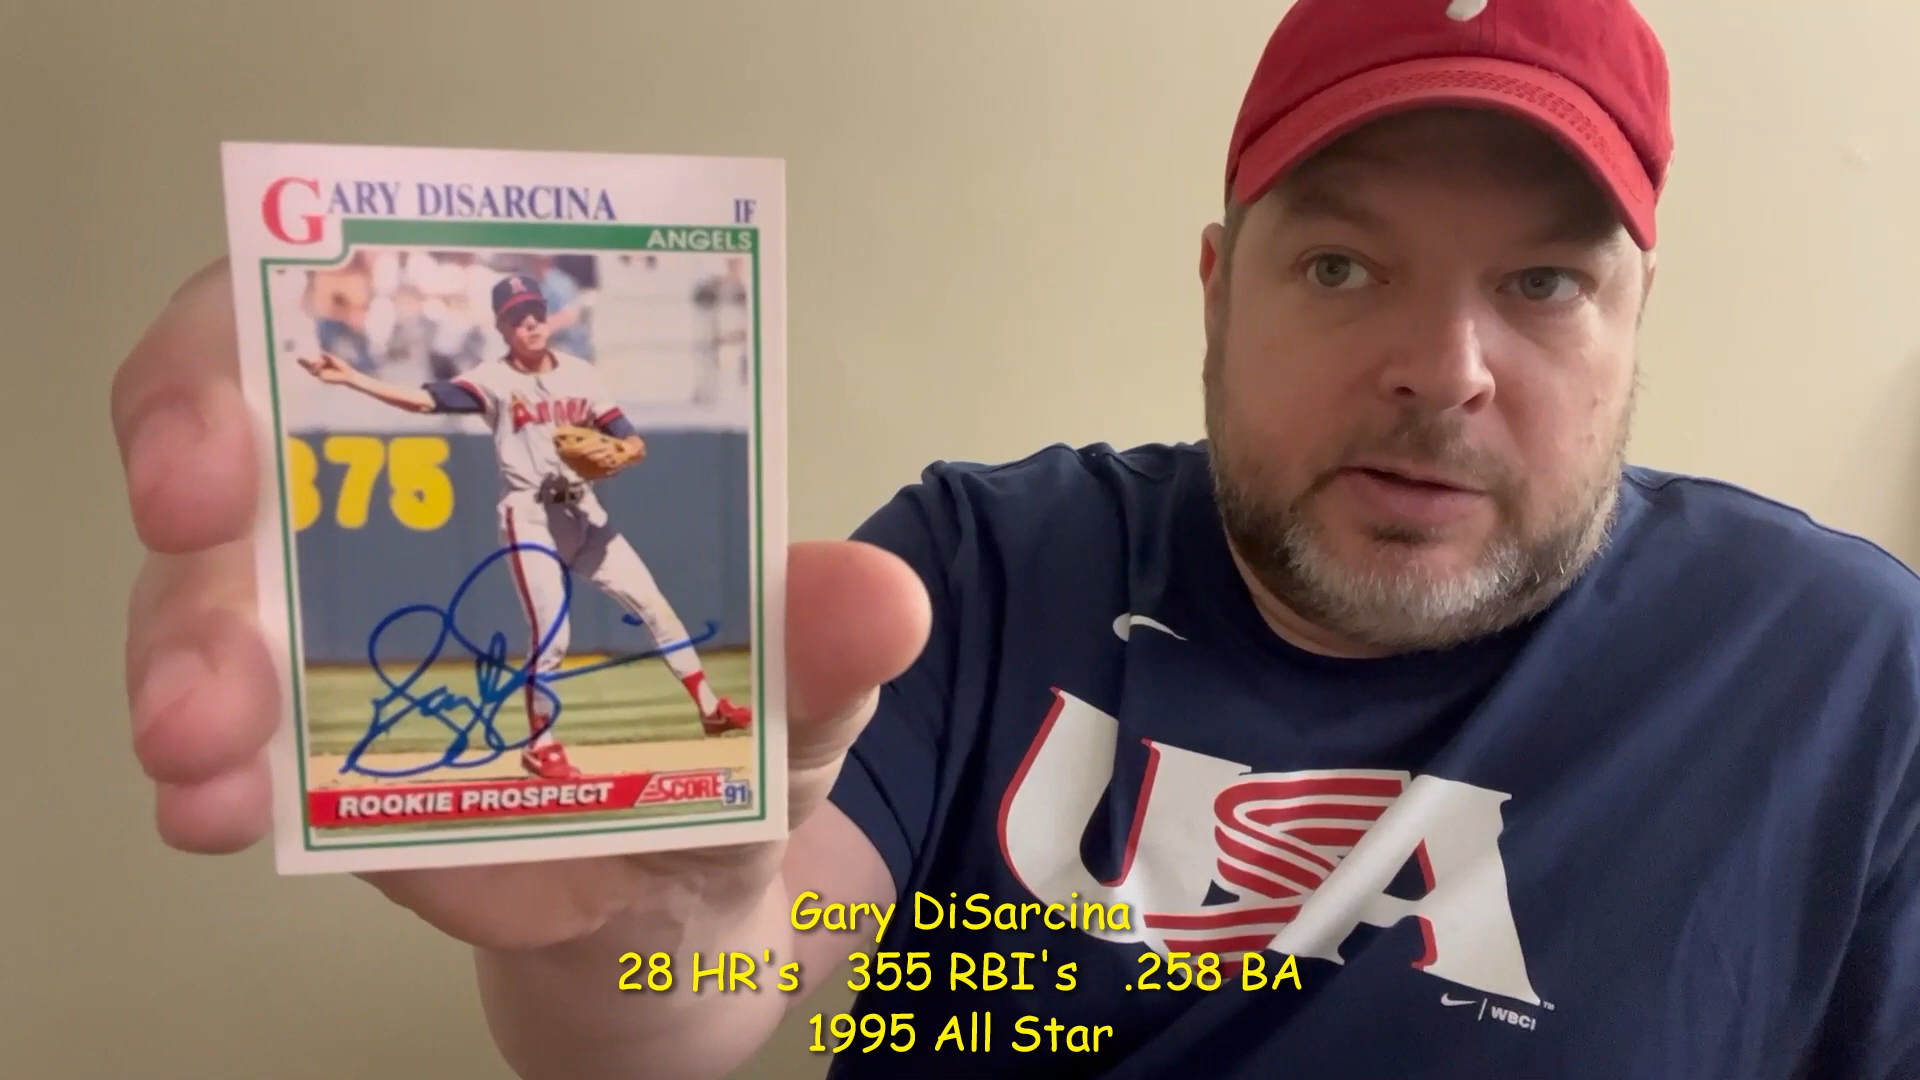 GARY DISARCINA
IF
ANGELS
Angels
375
ROOKIE PROSPECT
SCORE 91
USA
WBCI
Gary DiSarcina
28 HR's 355 RBI's .258 BA
1995 All Star